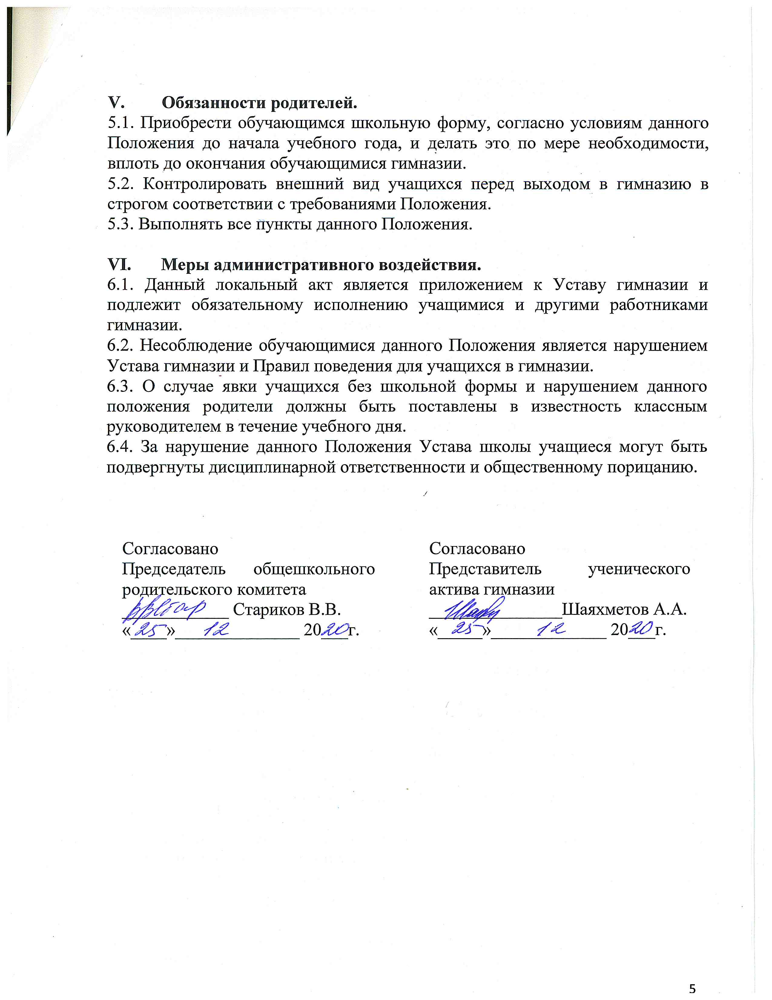 V. Обязанности родителей.
5.1. Приобрести обучающимся школьную форму, согласно условиям данного
Положения до начала учебного года, и делать это по мере необходимости,
вплоть до окончания обучающимися гимназии.
5.2. Контролировать внешний вид учащихся перед выходом в гимназию в
строгом соответствии с требованиями Положения.
5.3. Выполнять все пункты данного Положения.
VI. Меры административного воздействия.
6.1. Данный локальный акт является приложением к Уставу гимназии и
подлежит обязательному исполнению учащимися и другими работниками
гимназии.
6.2. Несоблюдение обучающимися данного Положения является нарушением
Устава гимназии и Правил поведения для учащихся в гимназии.
6.3. О случае явки учащихся без школьной формы и нарушением данного
положения родители должны быть поставлены в известность классным
руководителем в течение учебного дня.
6.4. За нарушение данного Положения Устава школы учащиеся могут быть
подвергнуты дисциплинарной ответственности и общественному порицанию.
Согласовано
Председатель общешкольного
родительского комитета
Стариков В.В.
«25» 12 2020г.
Согласовано
Представитель ученического
актива гимназии
Шаяхметов А.А.
«25» 12 2020г.
5